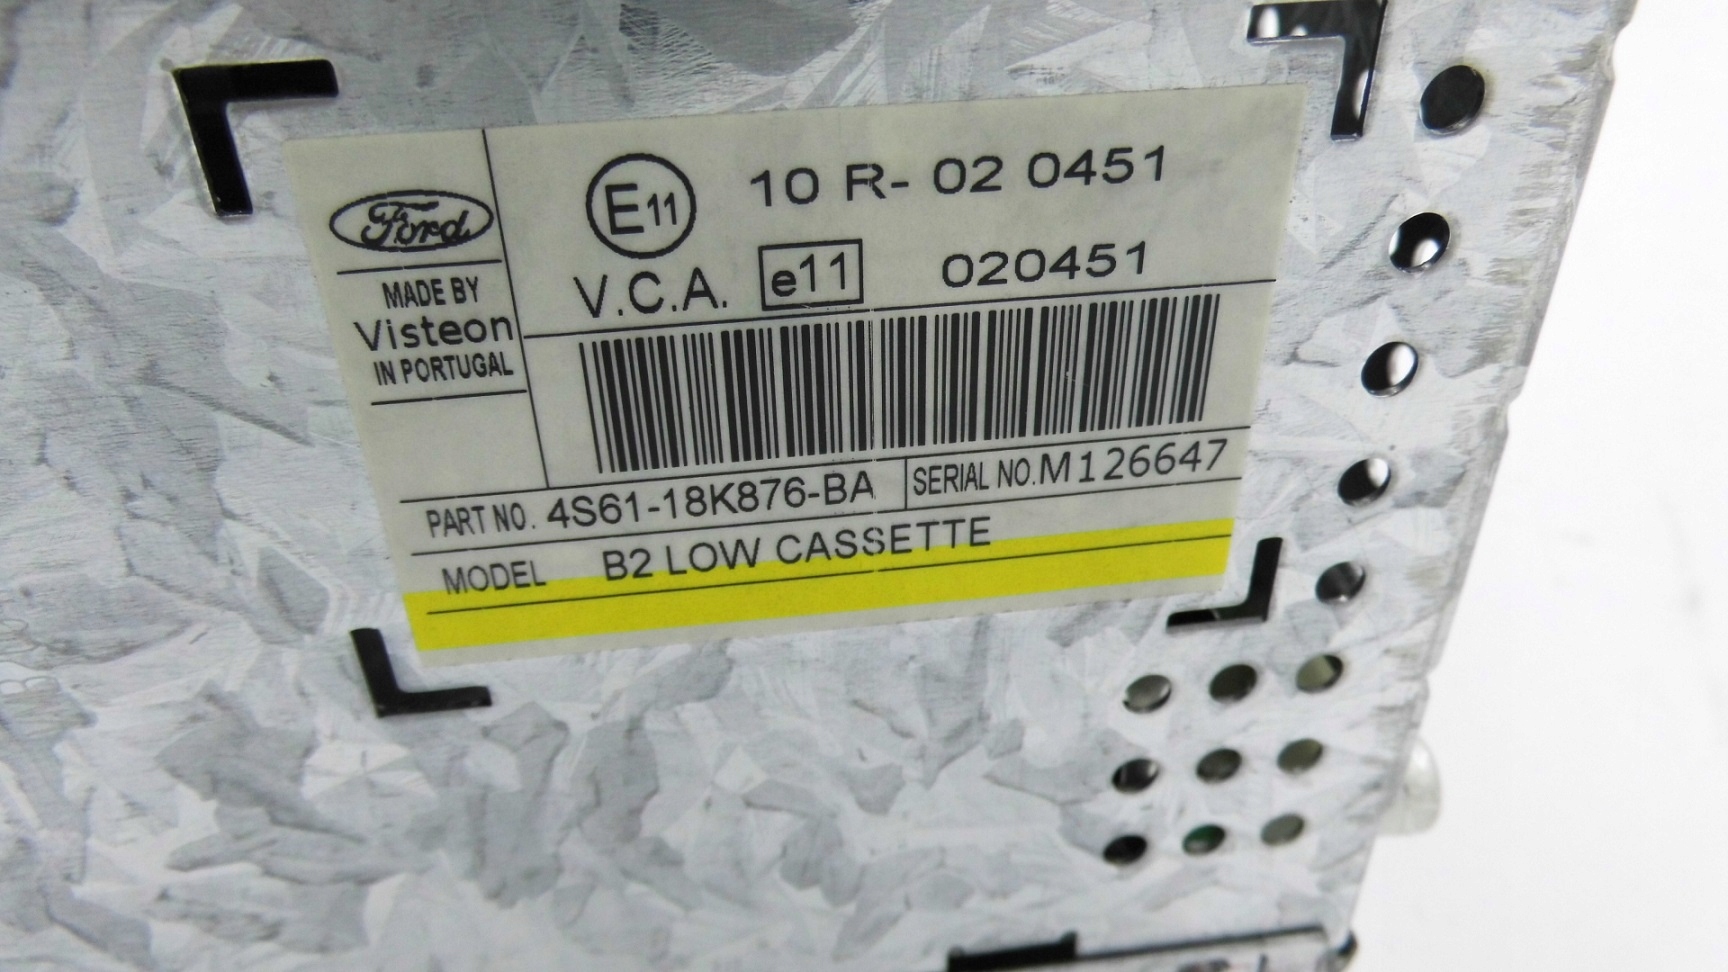 Ford
MADE BY
Visteon
IN PORTUGAL
E11 10 R- 02 0451
V.C.A. e11 020451
PART NO. 4S61-18K876-BA SERIAL NO. M126647
MODEL B2 LOW CASSETTE